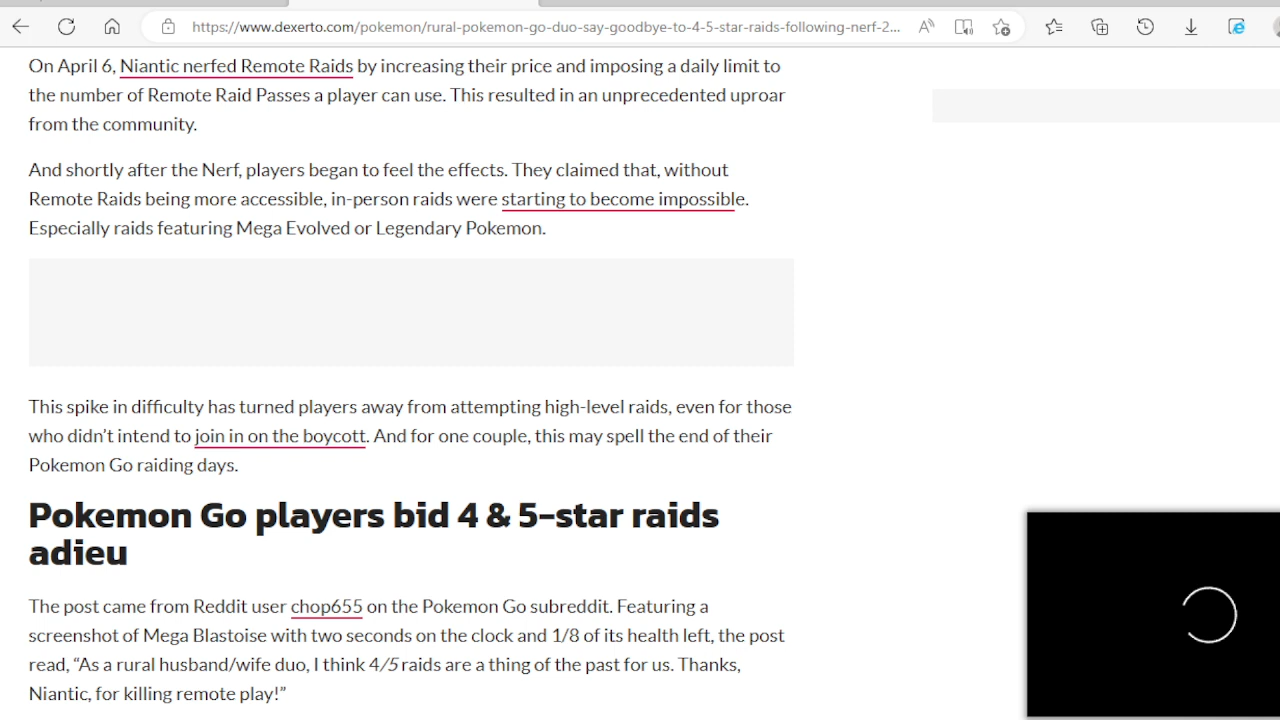 https://www.dexerto.com/pokemon/rural-pokemon-go-duo-say-goodbye-to-4-5-star-raids-following-nerf-2...
On April 6, Niantic nerfed Remote Raids by increasing their price and imposing a daily limit to
the number of Remote Raid Passes a player can use. This resulted in an unprecedented uproar
from the community.
And shortly after the Nerf, players began to feel the effects. They claimed that, without
Remote Raids being more accessible, in-person raids were starting to become impossible.
Especially raids featuring Mega Evolved or Legendary Pokemon.
This spike in difficulty has turned players away from attempting high-level raids, even for those
who didn’t intend to join in on the boycott. And for one couple, this may spell the end of their
Pokemon Go raiding days.
Pokemon Go players bid 4 & 5-star raids
adieu
The post came from Reddit user chop655 on the Pokemon Go subreddit. Featuring a
screenshot of Mega Blastoise with two seconds on the clock and 1/8 of its health left, the post
read, “As a rural husband/wife duo, I think 4/5 raids are a thing of the past for us. Thanks,
Niantic, for killing remote play!”